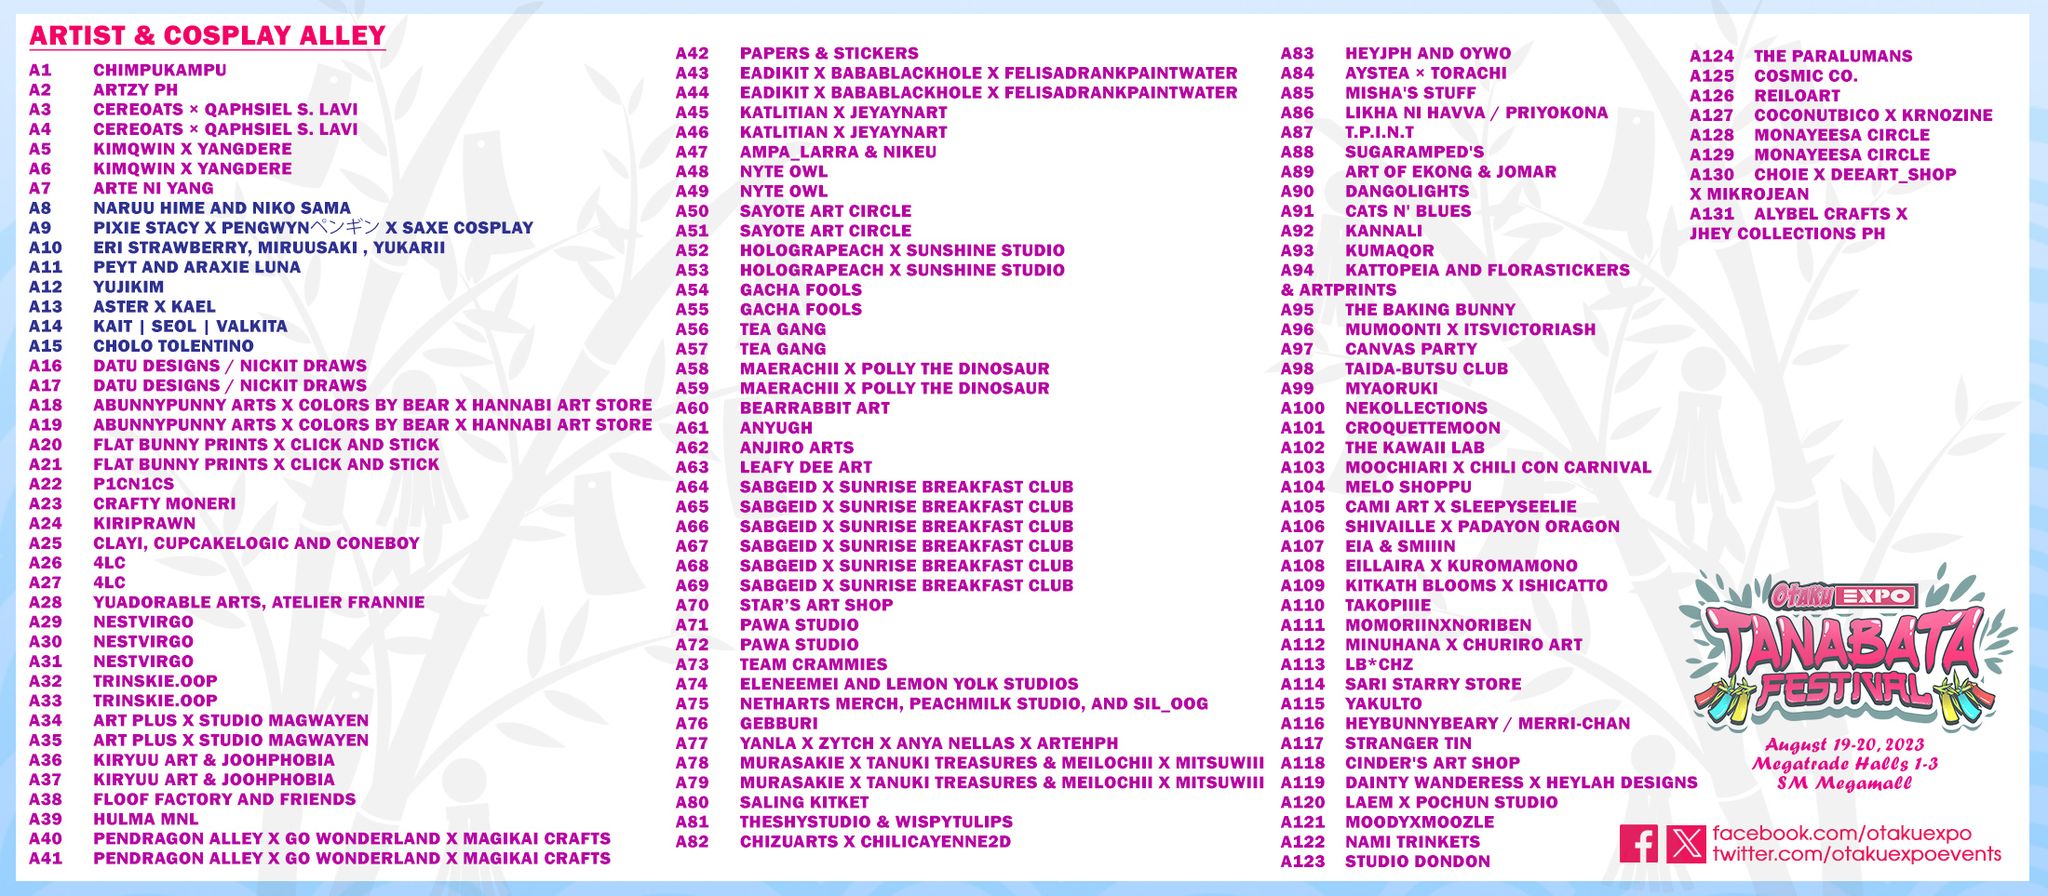 ARTIST & COSPLAY ALLEY
A1 CHIMPUKAMPU
A2 ARTZY PH
A3 CEREOATS × QAPHSIEL S. LAVI
A4 CEREOATS × QAPHSIEL S. LAVI
A5 KIMQWIN X YANGDERE
A6 KIMQWIN X YANGDERE
A7 ARTE NI YANG
A8 NARUU HIME AND NIKO SAMA
A9 PIXIE STACY X PENGWYNペンギン X SAXE COSPLAY
A10 ERI STRAWBERRY, MIRUUSAKI , YUKARII
A11 PEYT AND ARAXIE LUNA
A12 YUJIKIM
A13 ASTER X KAEL
A14 KAIT | SEOL | VALKITA
A15 CHOLO TOLENTINO
A16 DATU DESIGNS / NICKIT DRAWS
A17 DATU DESIGNS / NICKIT DRAWS
A18 ABUNNYPUNNY ARTS X COLORS BY BEAR X HANNABI ART STORE
A19 ABUNNYPUNNY ARTS X COLORS BY BEAR X HANNABI ART STORE
A20 FLAT BUNNY PRINTS X CLICK AND STICK
A21 FLAT BUNNY PRINTS X CLICK AND STICK
A22 P1CN1CS
A23 CRAFTY MONERI
A24 KIRIPRAWN
A25 CLAYI, CUPCAKELOGIC AND CONEBOY
A26 4LC
A27 4LC
A28 YUADORABLE ARTS, ATELIER FRANNIE
A29 NESTVIRGO
A30 NESTVIRGO
A31 NESTVIRGO
A32 TRINSKIE.OOP
A33 TRINSKIE.OOP
A34 ART PLUS X STUDIO MAGWAYEN
A35 ART PLUS X STUDIO MAGWAYEN
A36 KIRYUU ART & JOOHPHOBIA
A37 KIRYUU ART & JOOHPHOBIA
A38 FLOOF FACTORY AND FRIENDS
A39 HULMA MNL
A40 PENDRAGON ALLEY X GO WONDERLAND X MAGIKAI CRAFTS
A41 PENDRAGON ALLEY X GO WONDERLAND X MAGIKAI CRAFTS
A42 PAPERS & STICKERS
A43 EADIKIT X BABABLACKHOLE X FELISADRANKPAINTWATER
A44 EADIKIT X BABABLACKHOLE X FELISADRANKPAINTWATER
A45 KATLITIAN X JEYAYNART
A46 KATLITIAN X JEYAYNART
A47 AMPA_LARRA & NIKEU
A48 NYTE OWL
A49 NYTE OWL
A50 SAYOTE ART CIRCLE
A51 SAYOTE ART CIRCLE
A52 HOLOGRAPEACH X SUNSHINE STUDIO
A53 HOLOGRAPEACH X SUNSHINE STUDIO
A54 GACHA FOOLS
A55 GACHA FOOLS
A56 TEA GANG
A57 TEA GANG
A58 MAERACHII X POLLY THE DINOSAUR
A59 MAERACHII X POLLY THE DINOSAUR
A60 BEARRABBIT ART
A61 ANYUGH
A62 ANJIRO ARTS
A63 LEAFY DEE ART
A64 SABGEID X SUNRISE BREAKFAST CLUB
A65 SABGEID X SUNRISE BREAKFAST CLUB
A66 SABGEID X SUNRISE BREAKFAST CLUB
A67 SABGEID X SUNRISE BREAKFAST CLUB
A68 SABGEID X SUNRISE BREAKFAST CLUB
A69 SABGEID X SUNRISE BREAKFAST CLUB
A70 STAR’S ART SHOP
A71 PAWA STUDIO
A72 PAWA STUDIO
A73 TEAM CRAMMIES
A74 ELENEEMEI AND LEMON YOLK STUDIOS
A75 NETHARTS MERCH, PEACHMILK STUDIO, AND SIL_OOG
A76 GEBBURI
A77 YANLA X ZYTCH X ANYA NELLAS X ARTEHPH
A78 MURASAKIE X TANUKI TREASURES & MEILOCHII X MITSUWIII
A79 MURASAKIE X TANUKI TREASURES & MEILOCHII X MITSUWIII
A80 SALING KITKET
A81 THESHYSTUDIO & WISPYTULIPS
A82 CHIZUARTS X CHILICAYENNE2D
A83 HEYJPH AND OYWO
A84 AYSTEA × TORACHI
A85 MISHA'S STUFF
A86 LIKHA NI HAVVA / PRIYOKONA
A87 T.P.I.N.T
A88 SUGARAMPED'S
A89 ART OF EKONG & JOMAR
A90 DANGOLIGHTS
A91 CATS N' BLUES
A92 KANNALI
A93 KUMAQOR
A94 KATTOPEIA AND FLORASTICKERS
& ARTPRINTS
A95 THE BAKING BUNNY
A96 MUMOONTI X ITSVICTORIASH
A97 CANVAS PARTY
A98 TAIDA-BUTSU CLUB
A99 MYAORUKI
A100 NEKOLLECTIONS
A101 CROQUETTEMOON
A102 THE KAWAII LAB
A103 MOOCHIARI X CHILI CON CARNIVAL
A104 MELO SHOPPU
A105 CAMI ART X SLEEPYSEELIE
A106 SHIVAILLE X PADAYON ORAGON
A107 EIA & SMIIIN
A108 EILLAIRA X KUROMAMONO
A109 KITKATH BLOOMS X ISHICATTO
A110 TAKOPIIIE
A111 MOMORIINXNORIBEN
A112 MINUHANA X CHURIRO ART
A113 LB*CHZ
A114 SARI STARRY STORE
A115 YAKULTO
A116 HEYBUNNYBEARY / MERRI-CHAN
A117 STRANGER TIN
A118 CINDER'S ART SHOP
A119 DAINTY WANDERESS X HEYLAH DESIGNS
A120 LAEM X POCHUN STUDIO
A121 MOODYXMOOZLE
A122 NAMI TRINKETS
A123 STUDIO DONDON
A124 THE PARALUMANS
A125 COSMIC CO.
A126 REILOART
A127 COCONUTBICO X KRNOZINE
A128 MONAYEESA CIRCLE
A129 MONAYEESA CIRCLE
A130 CHOIE X DEEART_SHOP
X MIKROJEAN
A131 ALYBEL CRAFTS X
JHEY COLLECTIONS PH
OTAKU EXPO
TANABATA
FESTIVAL
August 19-20, 2023
Megatrade Halls 1-3
SM Megamall
facebook.com/otakuexpo
twitter.com/otakuexpoevents